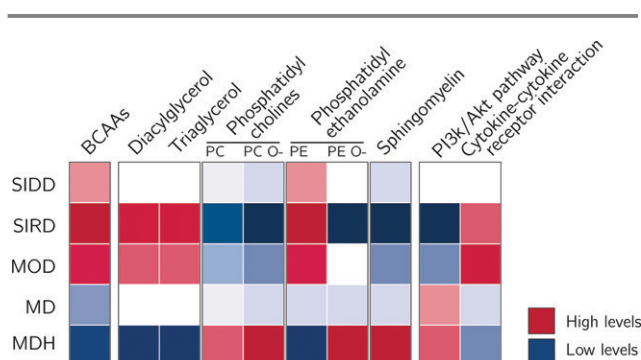 BCAAs
Diacylglycerol
Triaglycerol
Phosphatidyl
cholines
Phosphatidyl
ethanolamine
Sphingomyelin
PI3k/Akt pathway
Cytokine-cytokine
receptor interaction
PC PC O- PE PE O-
SIDD
SIRD
MOD
MD
MDH
High levels
Low levels